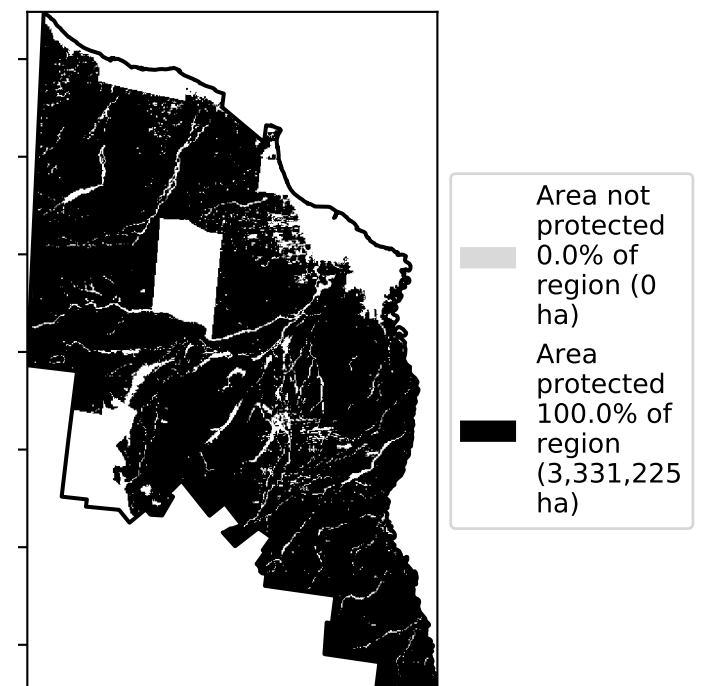 Area not
protected
0.0% of
region (0
ha)
Area
protected
100.0% of
region
(3,331,225
ha)